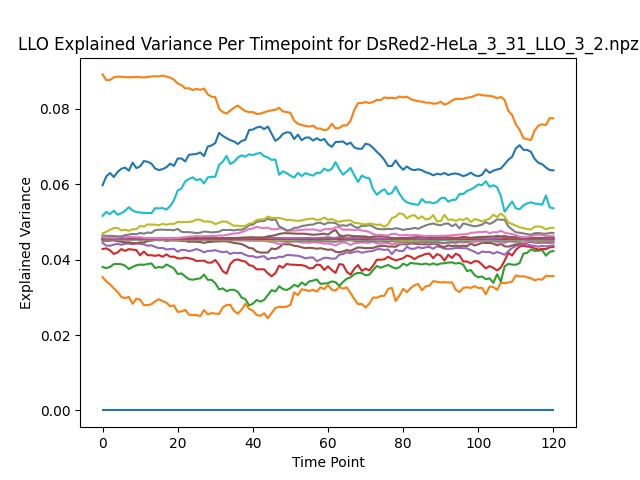 LLO Explained Variance Per Timepoint for DsRed2-HeLa_3_31_LLO_3_2.npz
0.08
0.06
0.04
0.02
0.00
Explained Variance
0 20 40 60 80 100 120
Time Point